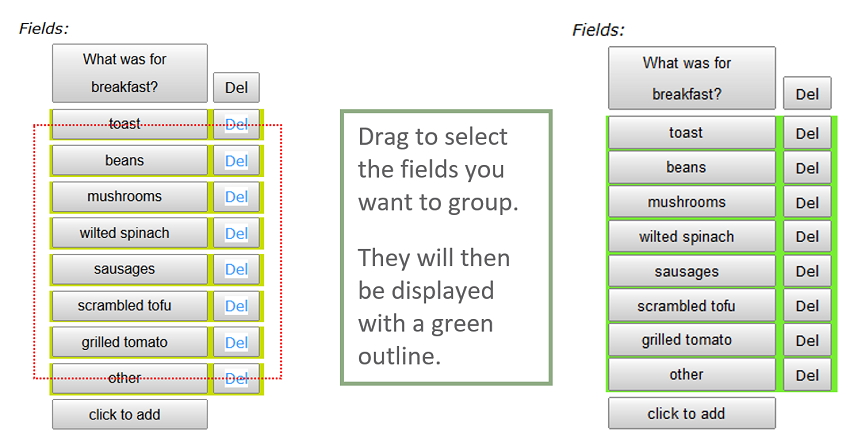 Fields:
What was for
breakfast?
Del
toast Del
beans Del
mushrooms Del
wilted spinach Del
sausages Del
scrambled tofu Del
grilled tomato Del
other Del
click to add
Drag to select
the fields you
want to group.
They will then
be displayed
with a green
outline.
Fields:
What was for
breakfast?
Del
toast Del
beans Del
mushrooms Del
wilted spinach Del
sausages Del
scrambled tofu Del
grilled tomato Del
other Del
click to add